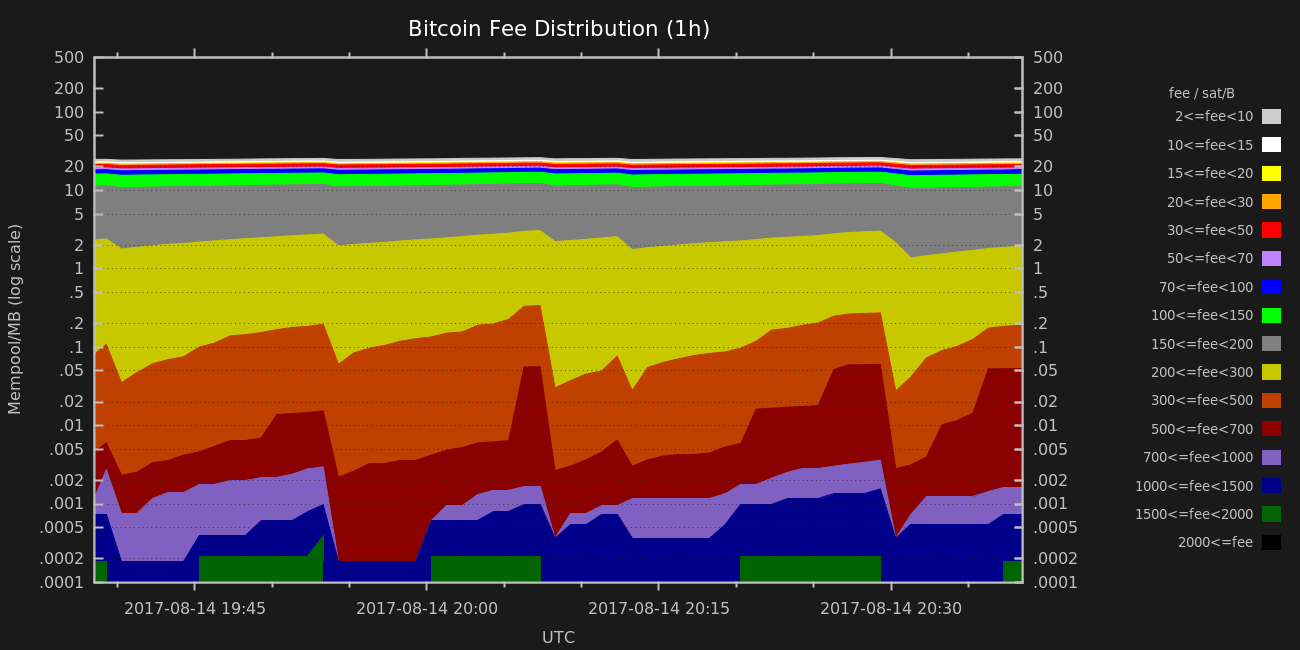 Bitcoin Fee Distribution (1h)
500
200
100
50
20
10
5
2
1
.5
.2
.1
.05
.02
.01
.005
.002
.001
.0005
.0002
.0001
Mempool/MB (log scale)
500
200
100
50
20
10
5
2
1
.5
.2
.1
.05
.02
.01
.005
.002
.001
.0005
.0002
.0001
2017-08-14 19:45
2017-08-14 20:00
2017-08-14 20:15
2017-08-14 20:30
UTC
fee / sat/B
2<=fee<10
10<=fee<15
15<=fee<20
20<=fee<30
30<=fee<50
50<=fee<70
70<=fee<100
100<=fee<150
150<=fee<200
200<=fee<300
300<=fee<500
500<=fee<700
700<=fee<1000
1000<=fee<1500
1500<=fee<2000
2000<=fee